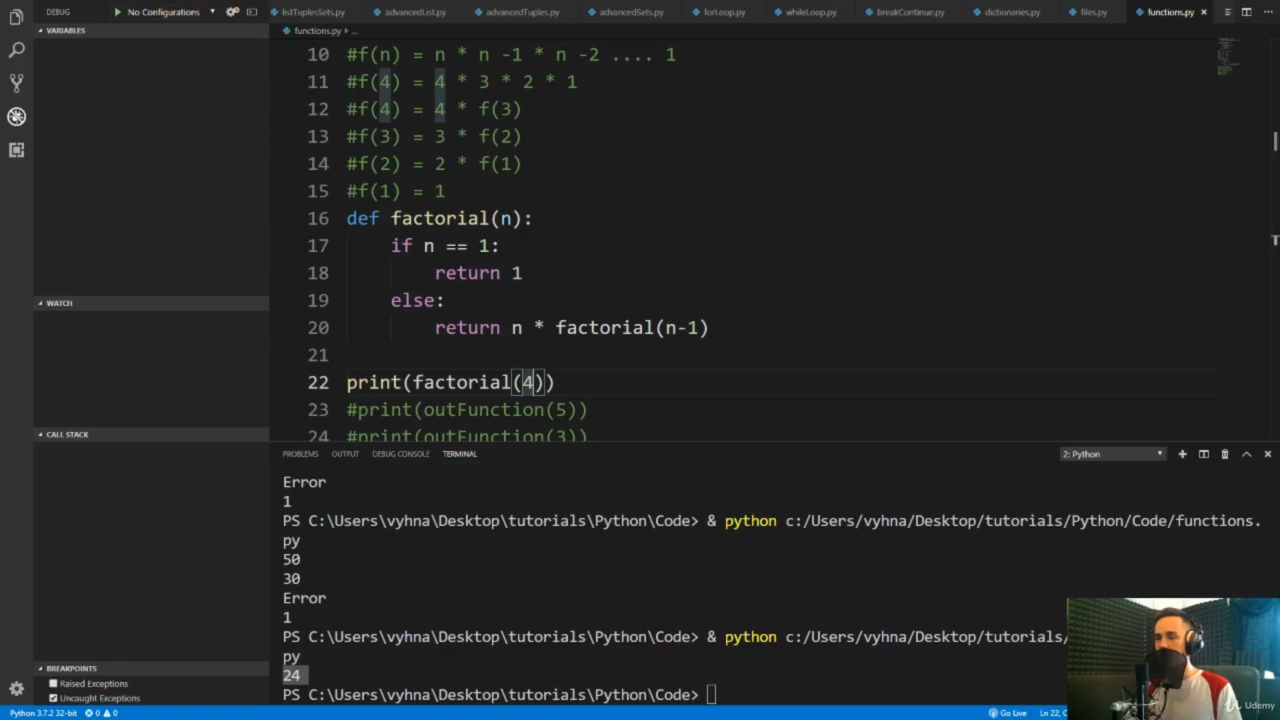 DEBUG No Configurations listTuplesSets.py advancedList.py advancedTuples.py advancedSets.py forLoop.py whileLoop.py breakContinue.py dictionaries.py files.py functions.py
VARIABLES
functions.py ...
10 #f(n) = n * n -1 * n -2 .... 1
11 #f(4) = 4 * 3 * 2 * 1
12 #f(4) = 4 * f(3)
13 #f(3) = 3 * f(2)
14 #f(2) = 2 * f(1)
15 #f(1) = 1
16 def factorial(n):
17 if n == 1:
18 return 1
19 else:
20 return n * factorial(n-1)
21
22 print(factorial(4))
23 #print(outFunction(5))
24 #print(outFunction(3))
WATCH
CALL STACK
BREAKPOINTS
Raised Exceptions
Uncaught Exceptions
PROBLEMS OUTPUT DEBUG CONSOLE TERMINAL 2: Python
Error
1
PS C:\Users\vyhna\Desktop\tutorials\Python\Code> & python c:/Users/vyhna/Desktop/tutorials/Python/Code/functions.
py
50
30
Error
1
PS C:\Users\vyhna\Desktop\tutorials\Python\Code> & python c:/Users/vyhna/Desktop/tutorials/
py
24
PS C:\Users\vyhna\Desktop\tutorials\Python\Code>
Python 3.7.2 32-bit 0 0 Go Live Ln 22, C
Udemy